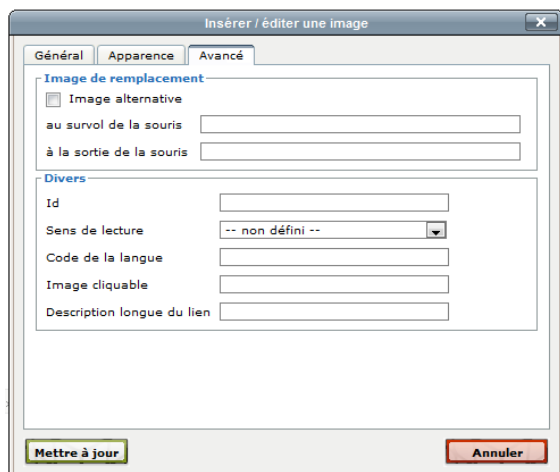 Insérer / éditer une image
Général Apparence Avancé
Image de remplacement
Image alternative
au survol de la souris
à la sortie de la souris
Divers
Id
Sens de lecture -- non défini --
Code de la langue
Image cliquable
Description longue du lien
Mettre à jour Annuler